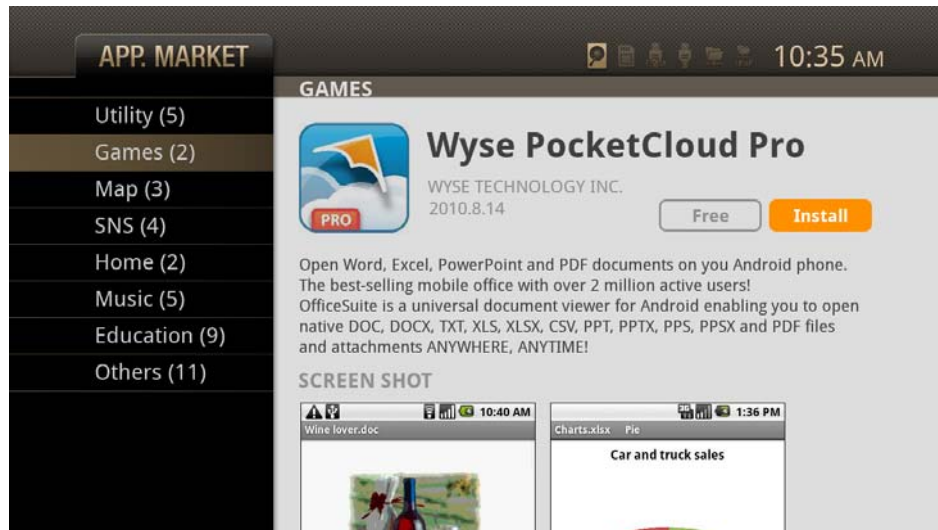 APP. MARKET
10:35 AM
Utility (5)
Games (2)
Map (3)
SNS (4)
Home (2)
Music (5)
Education (9)
Others (11)
GAMES
PRO
Wyse PocketCloud Pro
WYSE TECHNOLOGY INC.
2010.8.14
Free
Install
Open Word, Excel, PowerPoint and PDF documents on you Android phone.
The best-selling mobile office with over 2 million active users!
OfficeSuite is a universal document viewer for Android enabling you to open
native DOC, DOCX, TXT, XLS, XLSX, CSV, PPT, PPTX, PPS, PPSX and PDF files
and attachments ANYWHERE, ANYTIME!
SCREEN SHOT
10:40 AM
Wine lover.doc
1:36 PM
Charts.xlsx Pie
Car and truck sales